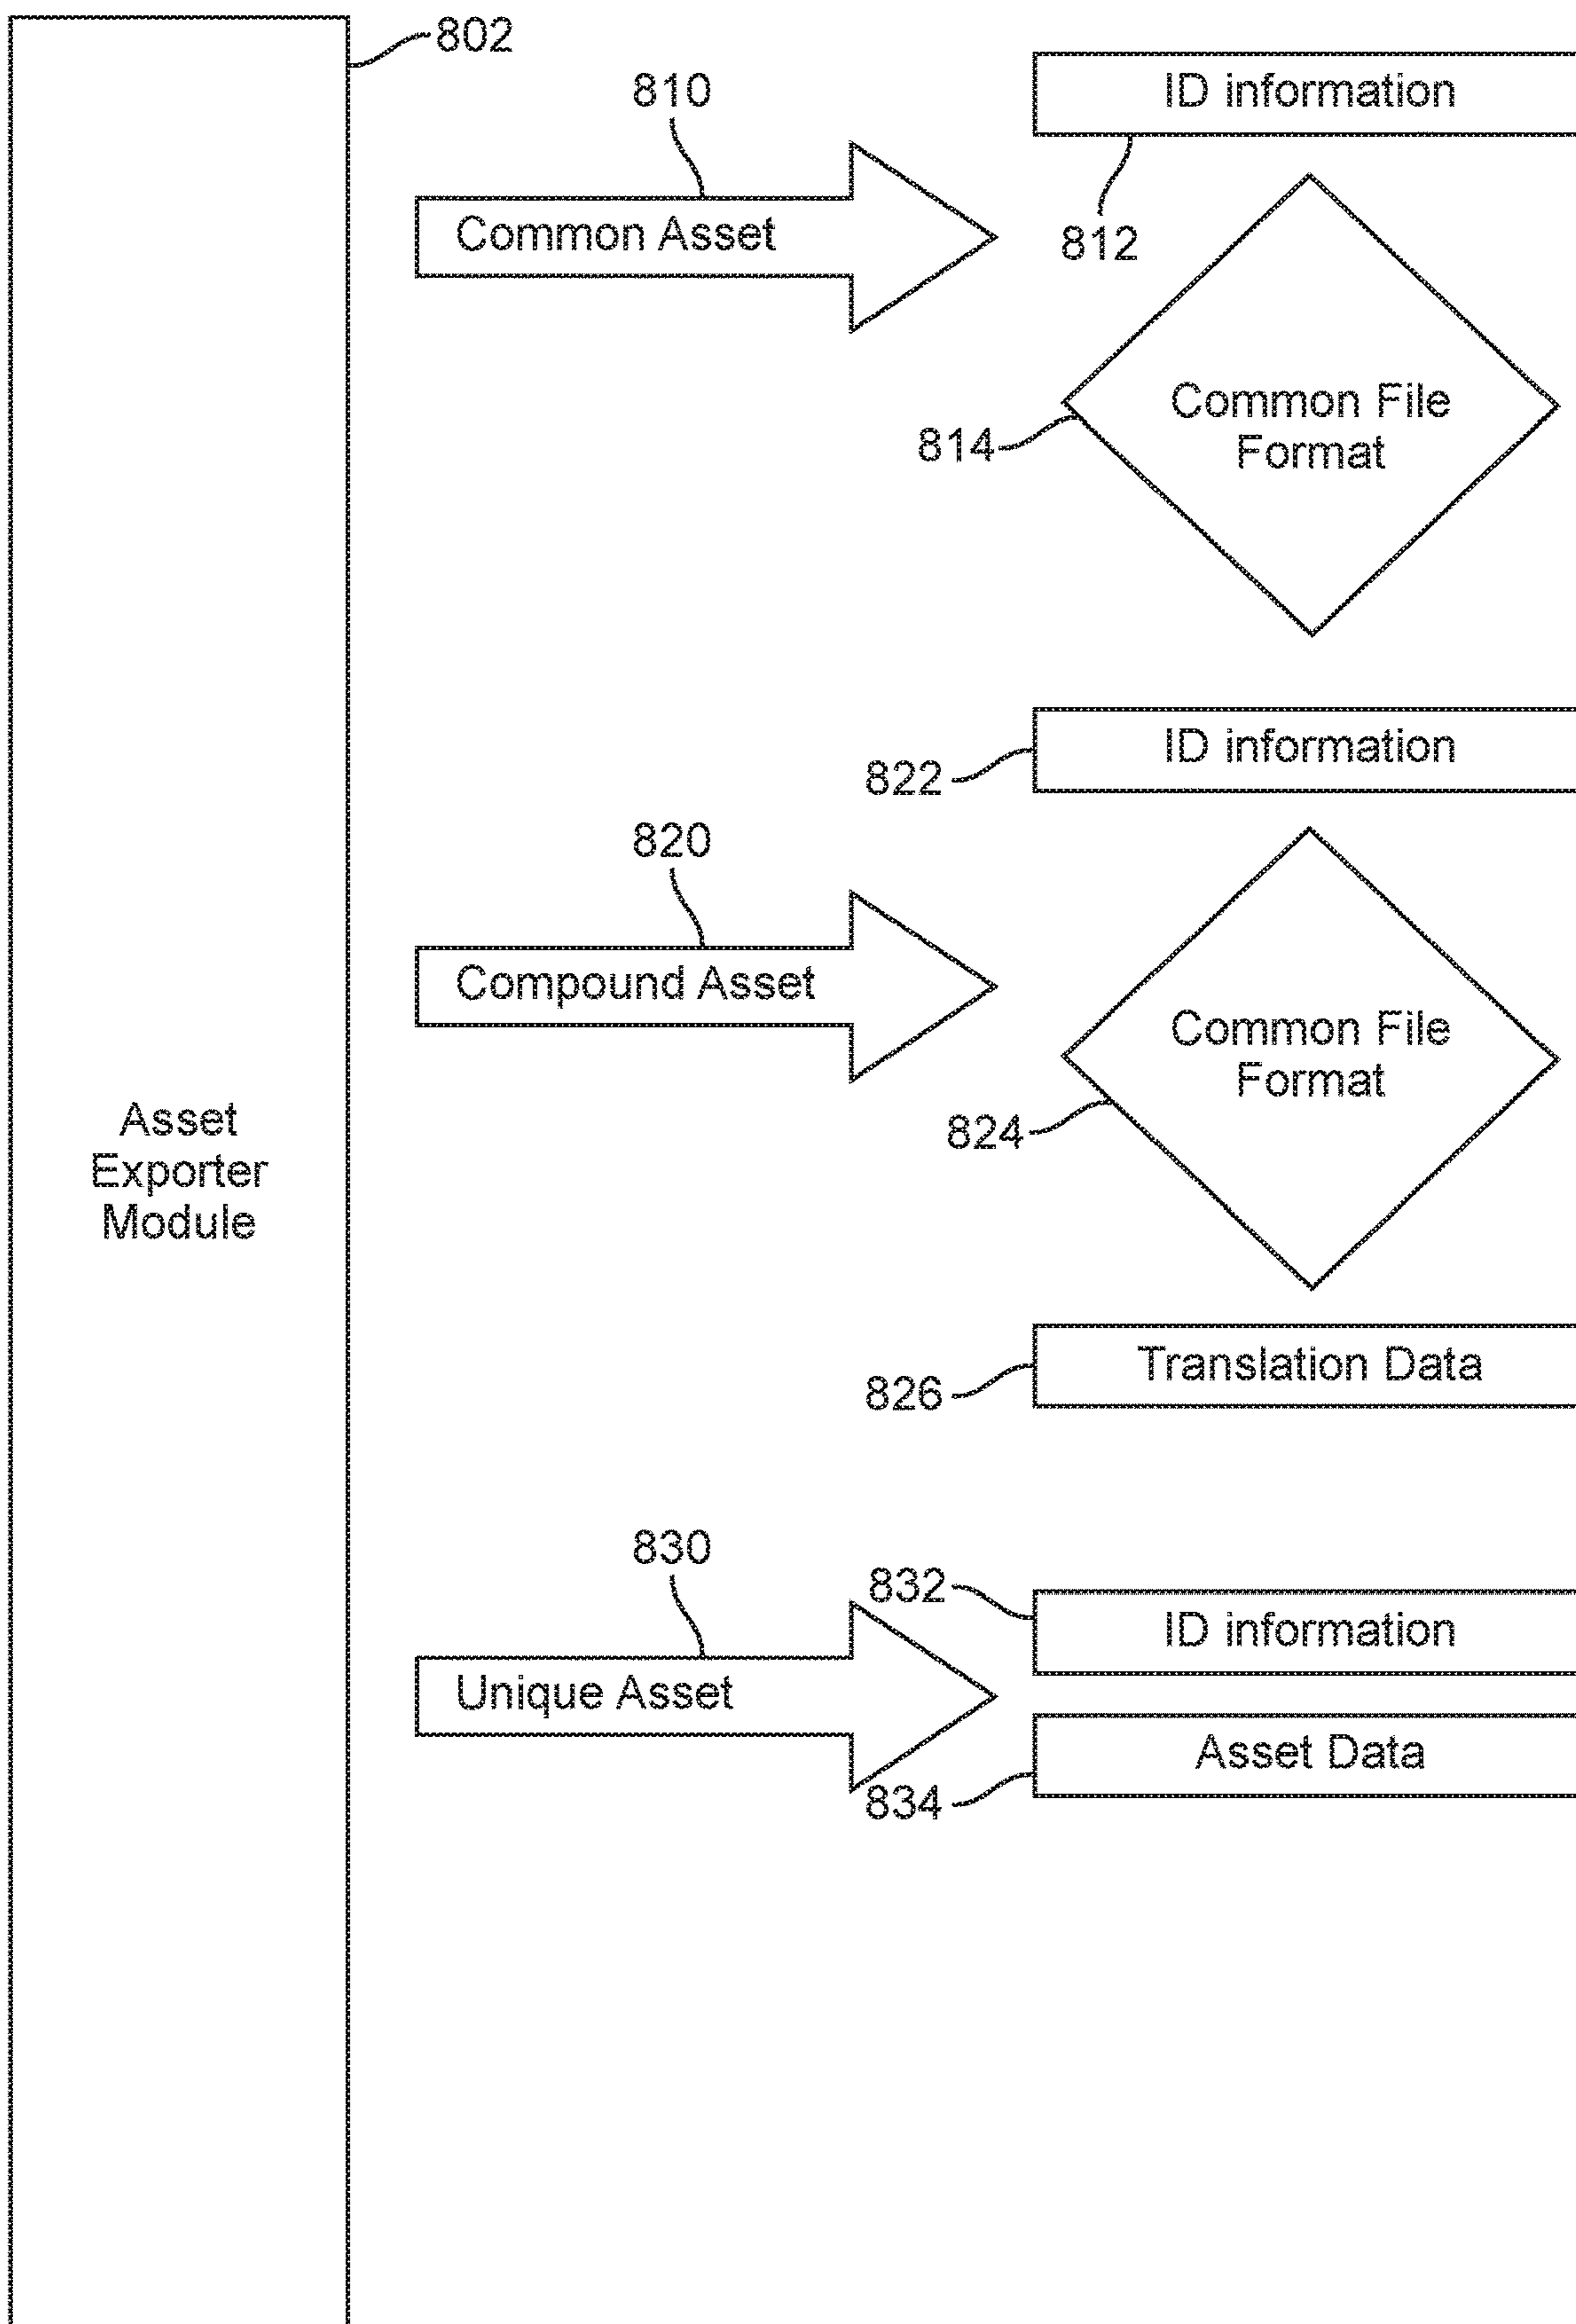 802
810
ID information
Common Asset
812
Common File
Format
814
ID information
822
820
Compound Asset
Common File
Format
824
Asset
Exporter
Module
Translation Data
826
830
832
ID information
Unique Asset
Asset Data
834